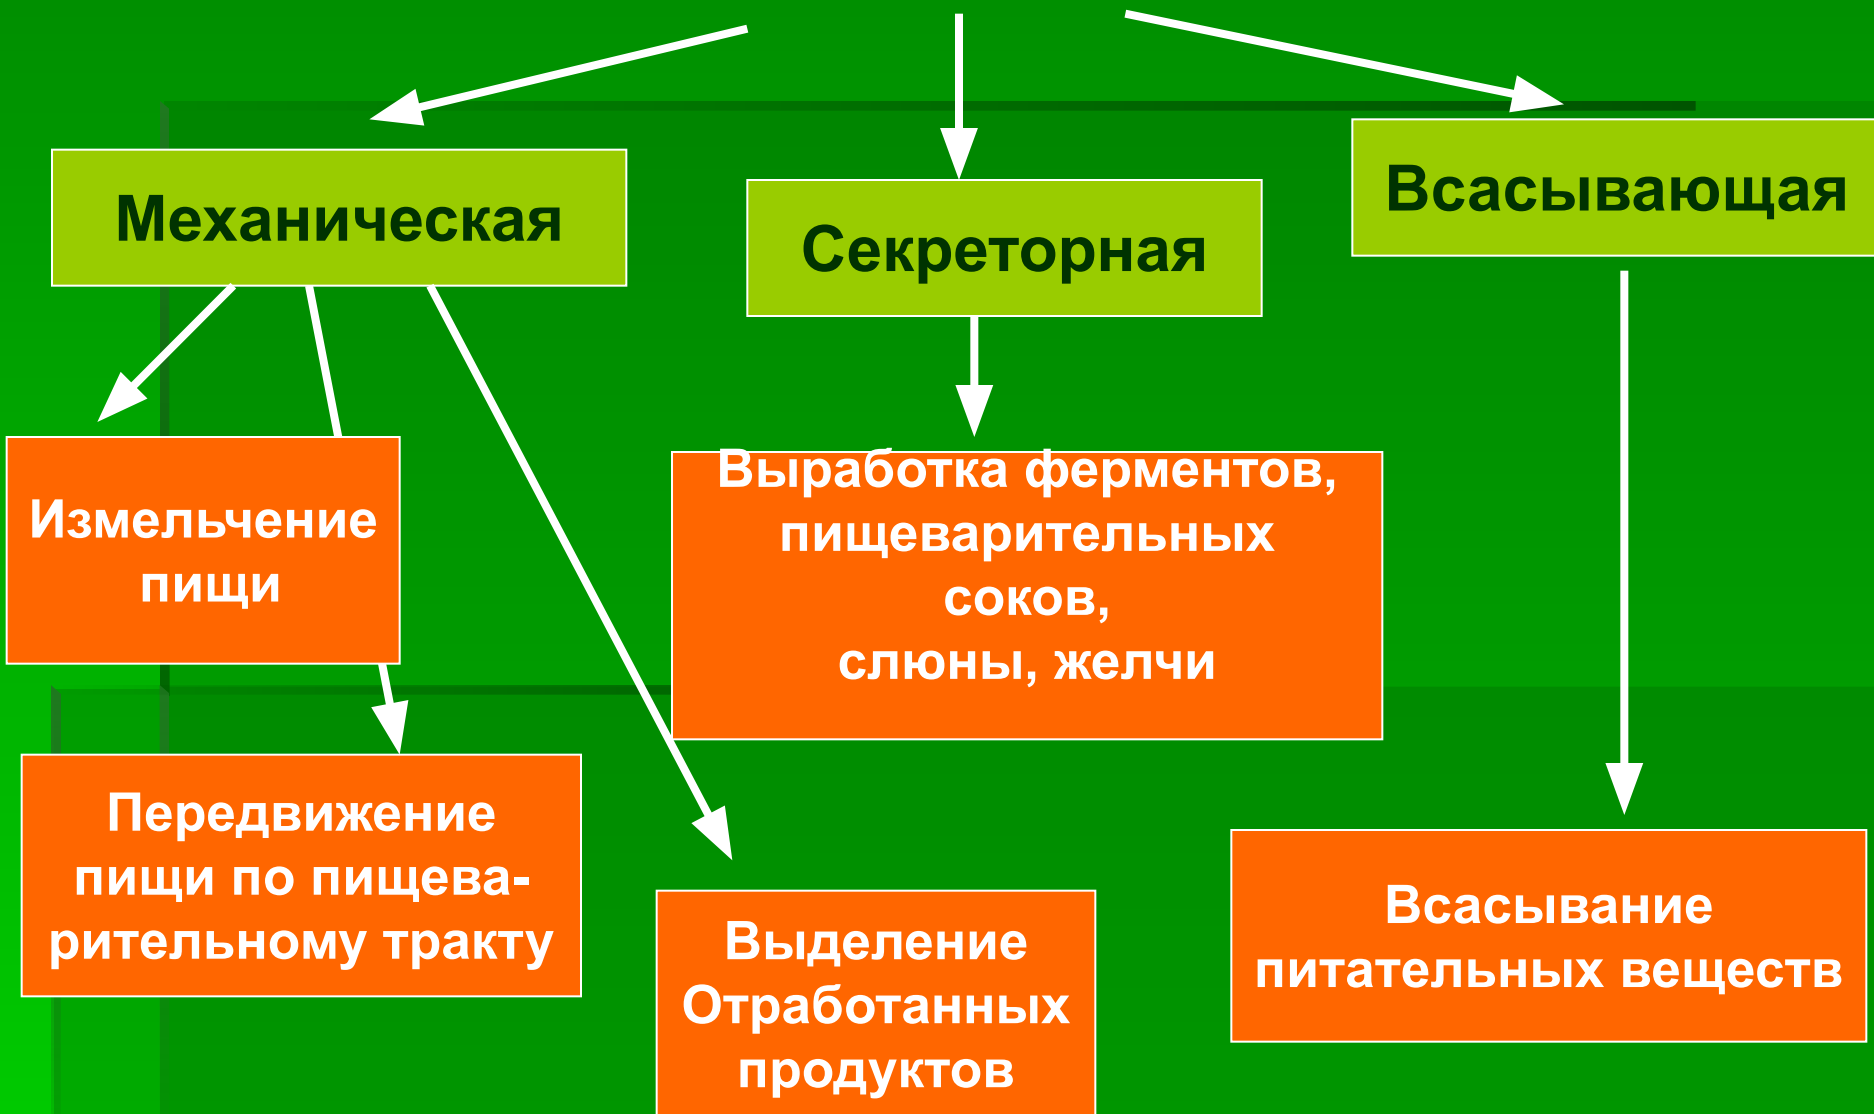 Механическая
Секреторная
Всасывающая
Измельчение
пищи
Выработка ферментов,
пищеварительных
соков,
слюны, желчи
Передвижение
пищи по пищева-
рительному тракту
Выделение
Отработанных
продуктов
Всасывание
питательных веществ